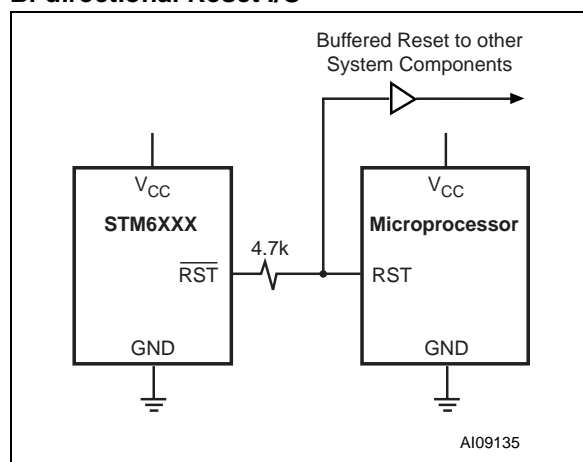 Bi-directional Reset I/O
Buffered Reset to other
System Components
VCC
STM6XXX
RST
GND
4.7k
VCC
Microprocessor
RST
GND
AI09135